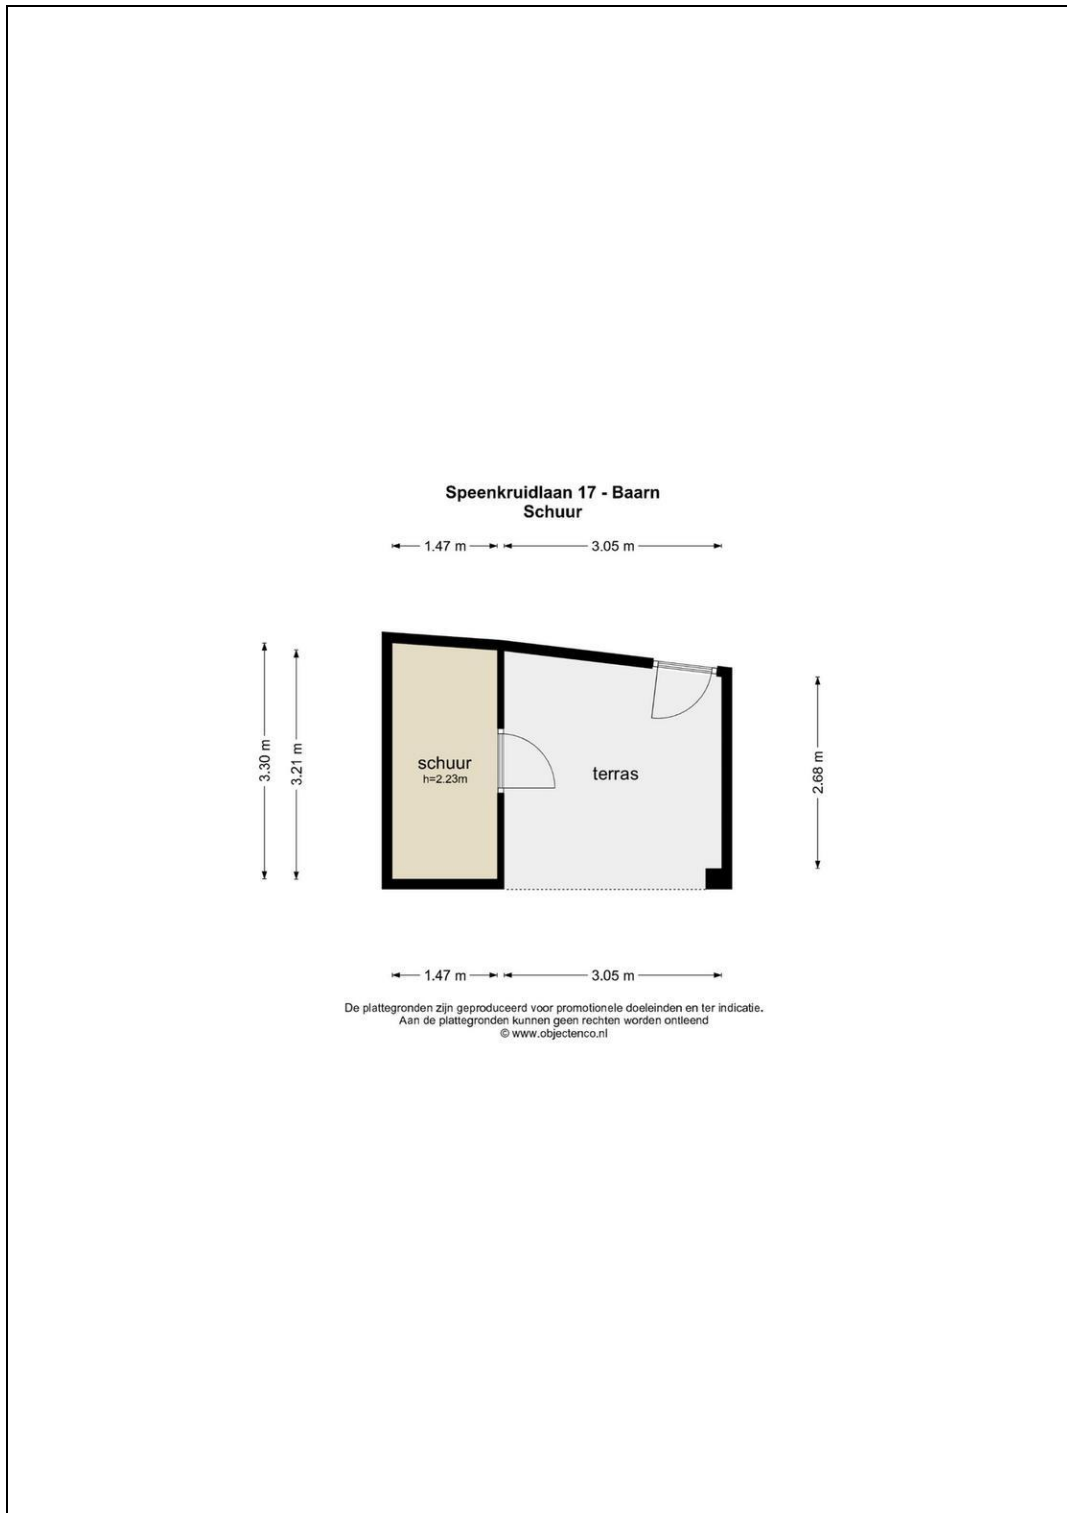 Speenkruidlaan 17 - Baarn
Schuur
1.47 m
3.05 m
3.30 m
3.21 m
schuur
h=2.23m
terras
2.68 m
1.47 m
3.05 m
De plattegronden zijn geproduceerd voor promotionele doeleinden en ter indicatie.
Aan de plattegronden kunnen geen rechten worden ontleend
© www.objectenco.nl